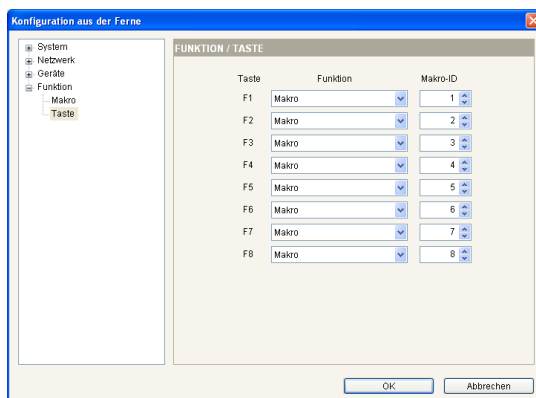 Konfiguration aus der Ferne
System
Netzwerk
Geräte
Funktion
Makro
Taste
FUNKTION / TASTE
Taste Funktion Makro-ID
F1 Makro 1
F2 Makro 2
F3 Makro 3
F4 Makro 4
F5 Makro 5
F6 Makro 6
F7 Makro 7
F8 Makro 8
OK Abbrechen